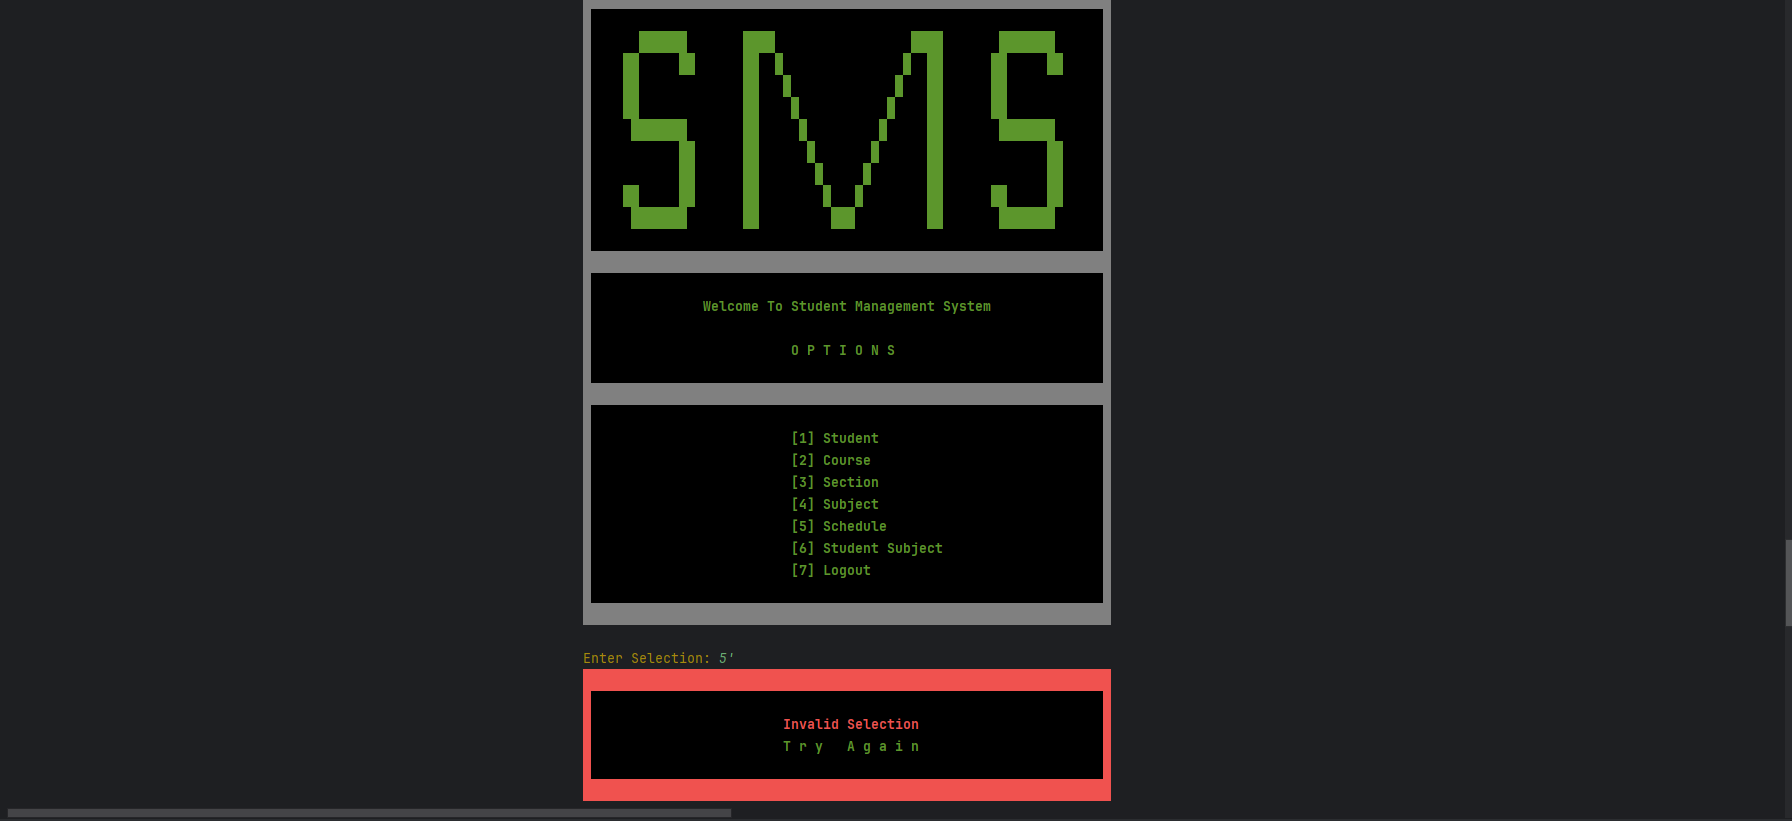 SMS
Welcome To Student Management System
O P T I O N S
[1] Student
[2] Course
[3] Section
[4] Subject
[5] Schedule
[6] Student Subject
[7] Logout
Enter Selection: 5'
Invalid Selection
T r y   A g a i n